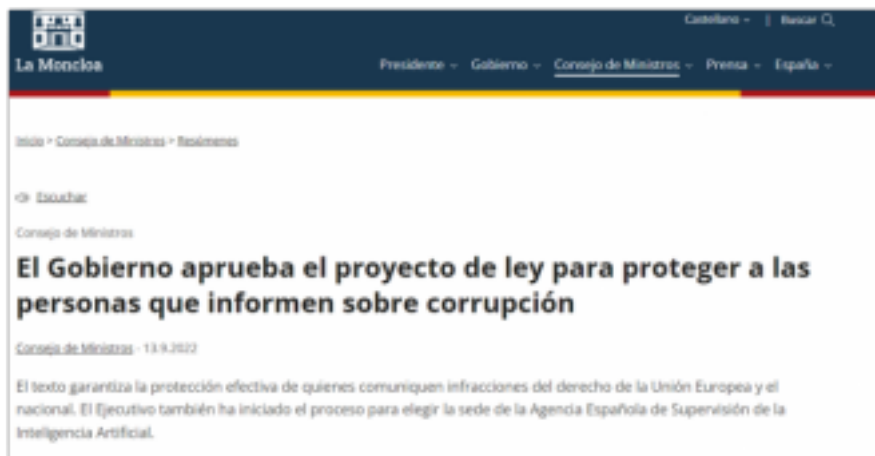 Castellano | Buscar
La Moncloa
Presidente Gobierno Consejo de Ministros Prensa España
Inicio > Consejo de Ministros > Resúmenes
Escuchar
Consejo de Ministros
El Gobierno aprueba el proyecto de ley para proteger a las
personas que informen sobre corrupción
Consejo de Ministros - 13.9.2022
El texto garantiza la protección efectiva de quienes comuniquen infracciones del derecho de la Unión Europea y el
nacional. El Ejecutivo también ha iniciado el proceso para elegir la sede de la Agencia Española de Supervisión de la
Inteligencia Artificial.